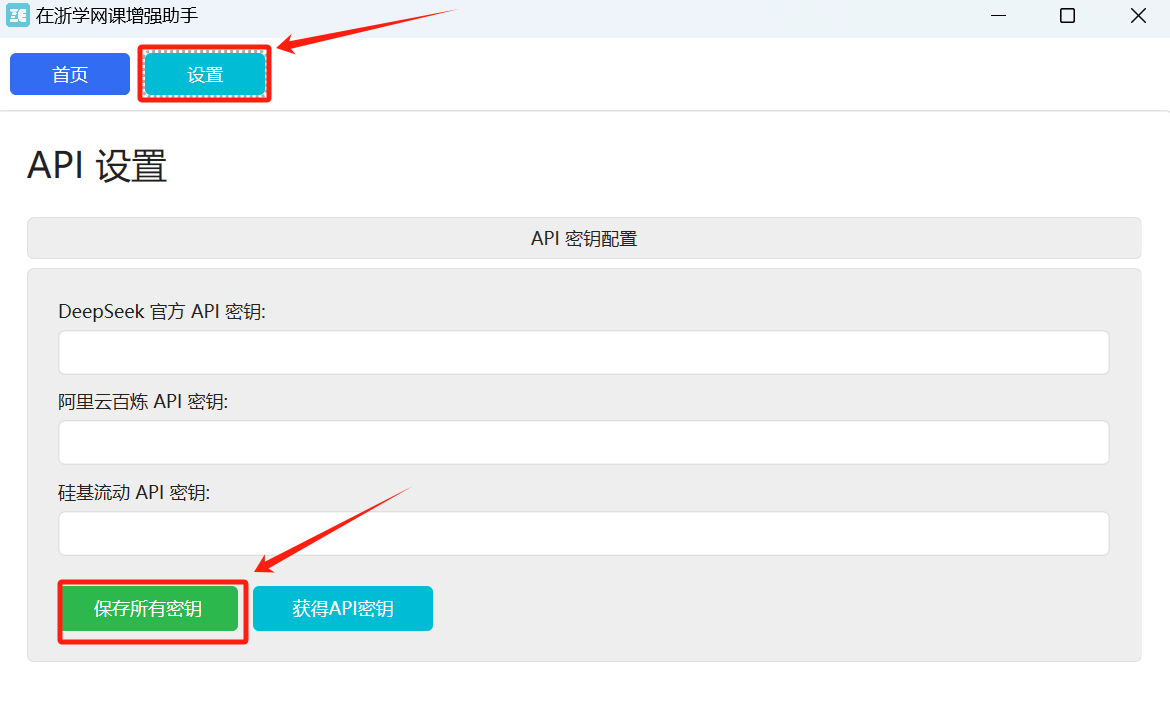 在浙学网课增强助手
首页 设置
API 设置
API 密钥配置
DeepSeek 官方 API 密钥:
阿里云百炼 API 密钥:
硅基流动 API 密钥:
保存所有密钥 获得API密钥